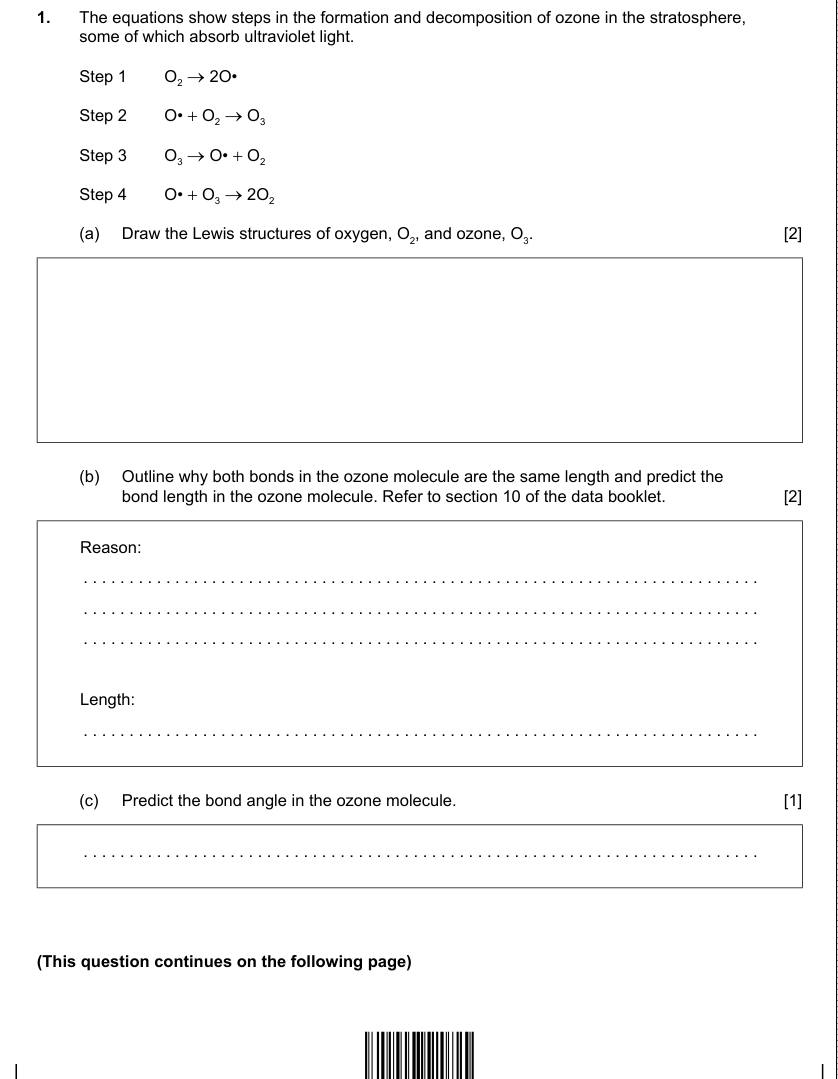 1. The equations show steps in the formation and decomposition of ozone in the stratosphere,
some of which absorb ultraviolet light.
Step 1 O₂ → 2O•
Step 2 O• + O₂ → O₃
Step 3 O₃ → O• + O₂
Step 4 O• + O₃ → 2O₂
(a) Draw the Lewis structures of oxygen, O₂, and ozone, O₃. [2]
(b) Outline why both bonds in the ozone molecule are the same length and predict the
bond length in the ozone molecule. Refer to section 10 of the data booklet. [2]
Reason:
Length:
(c) Predict the bond angle in the ozone molecule. [1]
(This question continues on the following page)